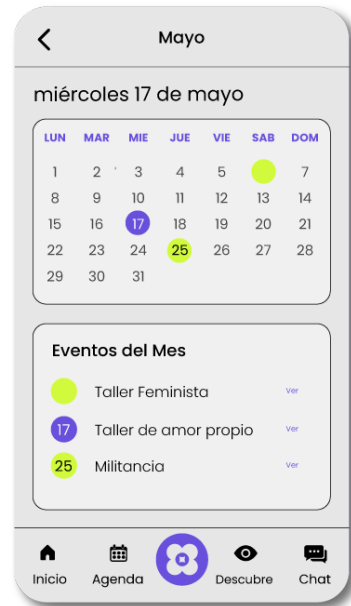 Mayo
miércoles 17 de mayo
LUN MAR MIE JUE VIE SAB DOM
1 2 3 4 5 7
8 9 10 11 12 13 14
15 16 17 18 19 20 21
22 23 24 25 26 27 28
29 30 31
Eventos del Mes
Taller Feminista Ver
17 Taller de amor propio Ver
25 Militancia Ver
Inicio Agenda Descubre Chat